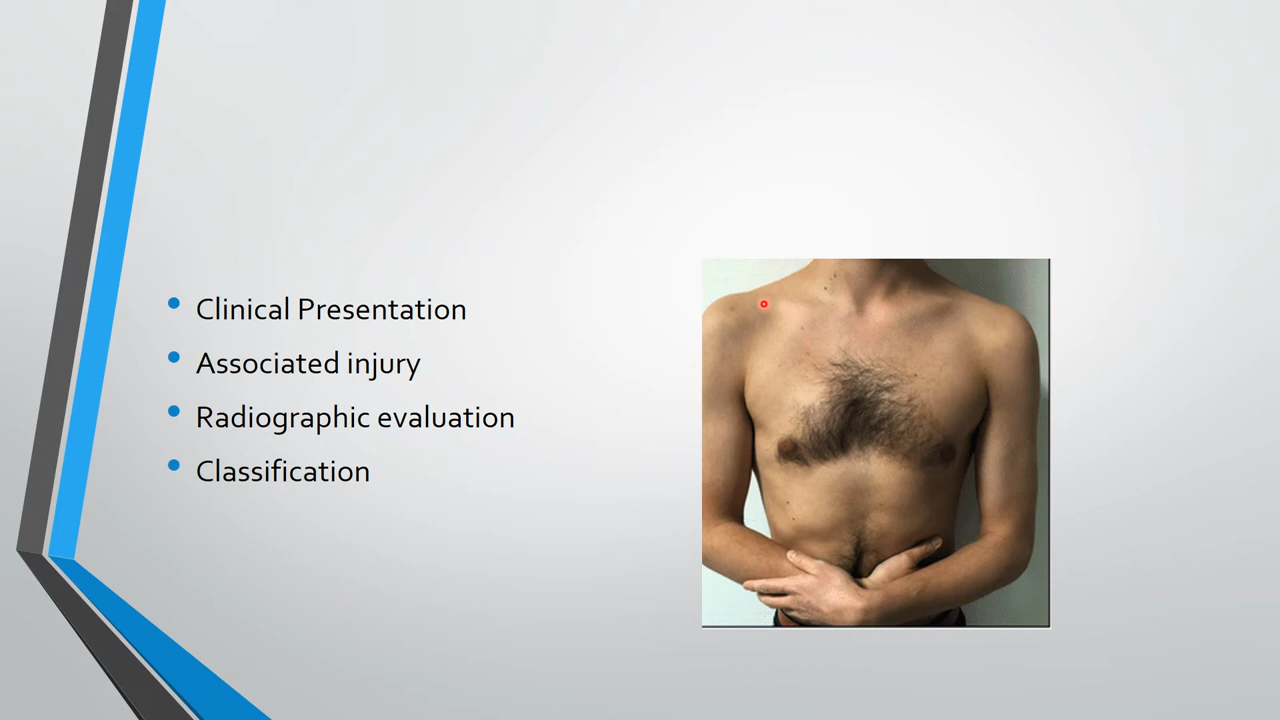 Clinical Presentation
Associated injury
Radiographic evaluation
Classification